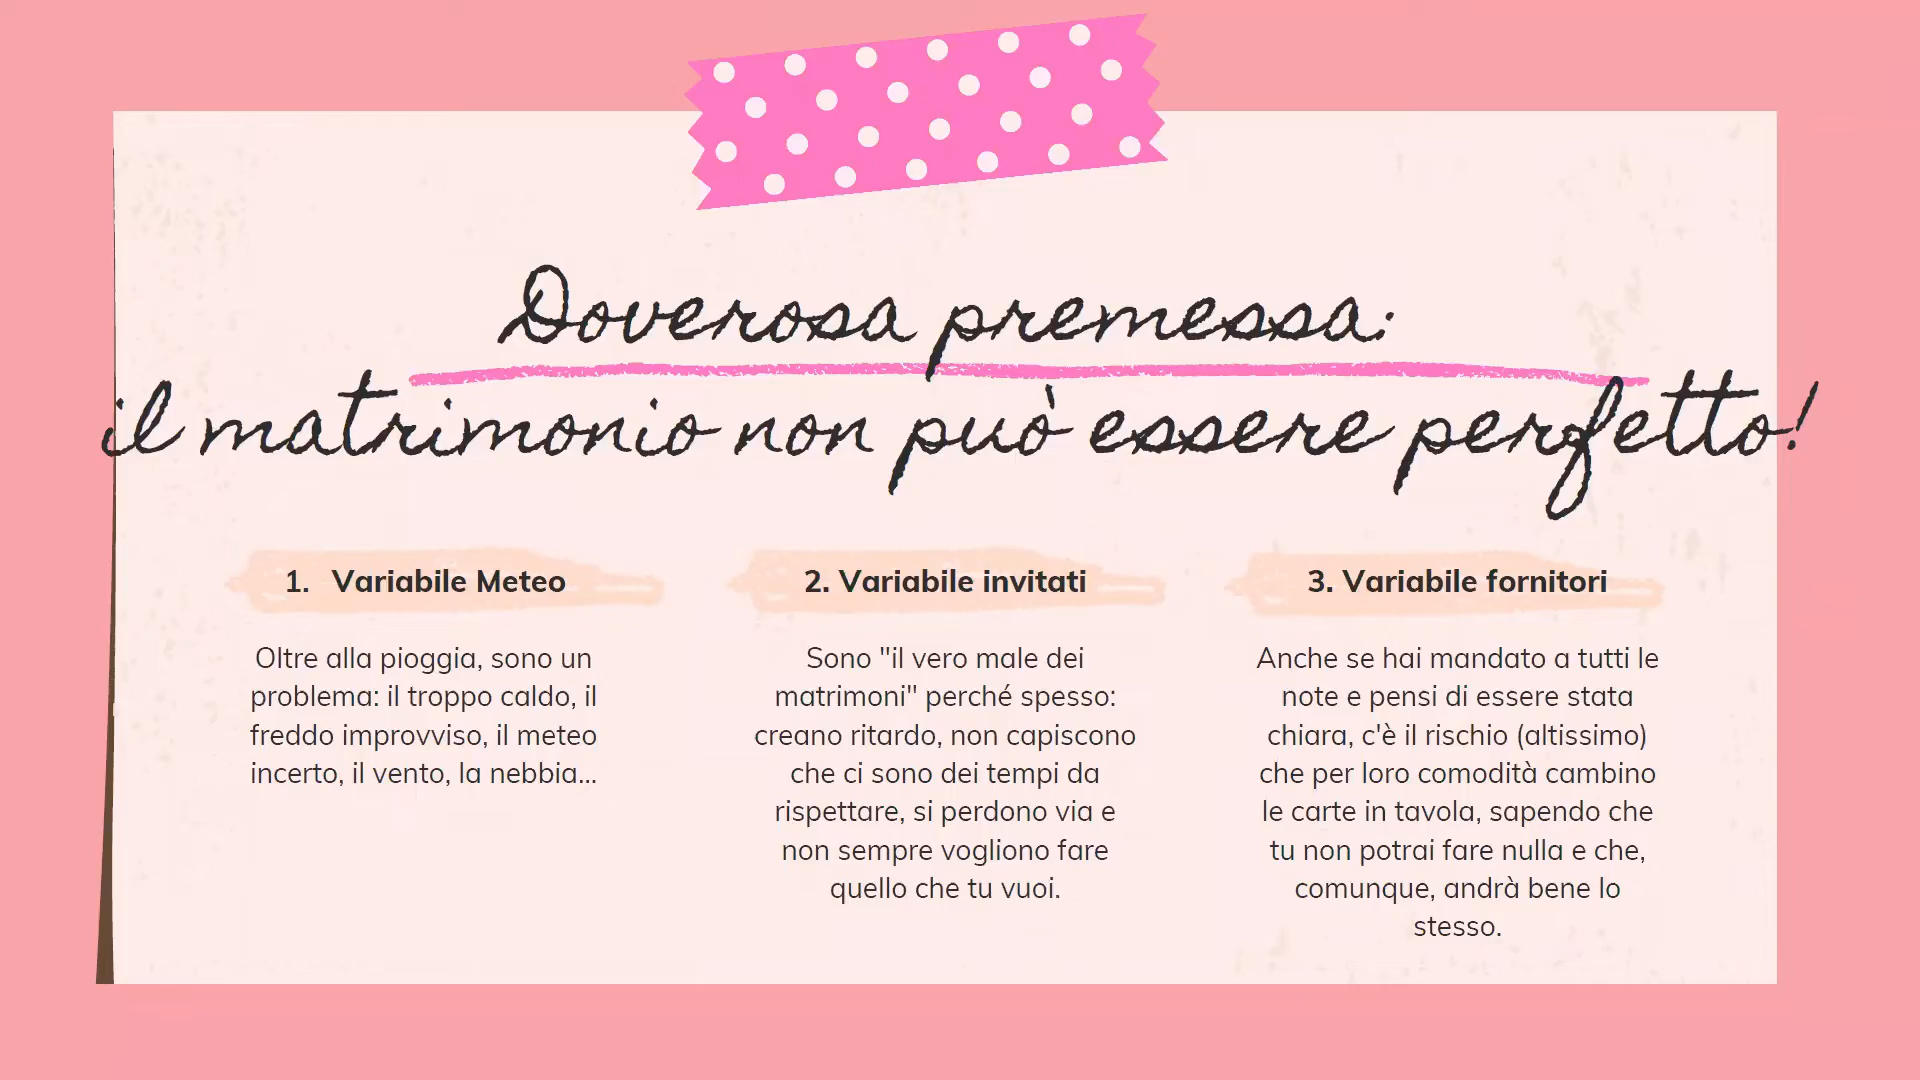 Doverosa premessa:
il matrimonio non può essere perfetto!
1. Variabile Meteo
Oltre alla pioggia, sono un
problema: il troppo caldo, il
freddo improvviso, il meteo
incerto, il vento, la nebbia...
2. Variabile invitati
Sono "il vero male dei
matrimoni" perché spesso:
creano ritardo, non capiscono
che ci sono dei tempi da
rispettare, si perdono via e
non sempre vogliono fare
quello che tu vuoi.
3. Variabile fornitori
Anche se hai mandato a tutti le
note e pensi di essere stata
chiara, c'è il rischio (altissimo)
che per loro comodità cambino
le carte in tavola, sapendo che
tu non potrai fare nulla e che,
comunque, andrà bene lo
stesso.